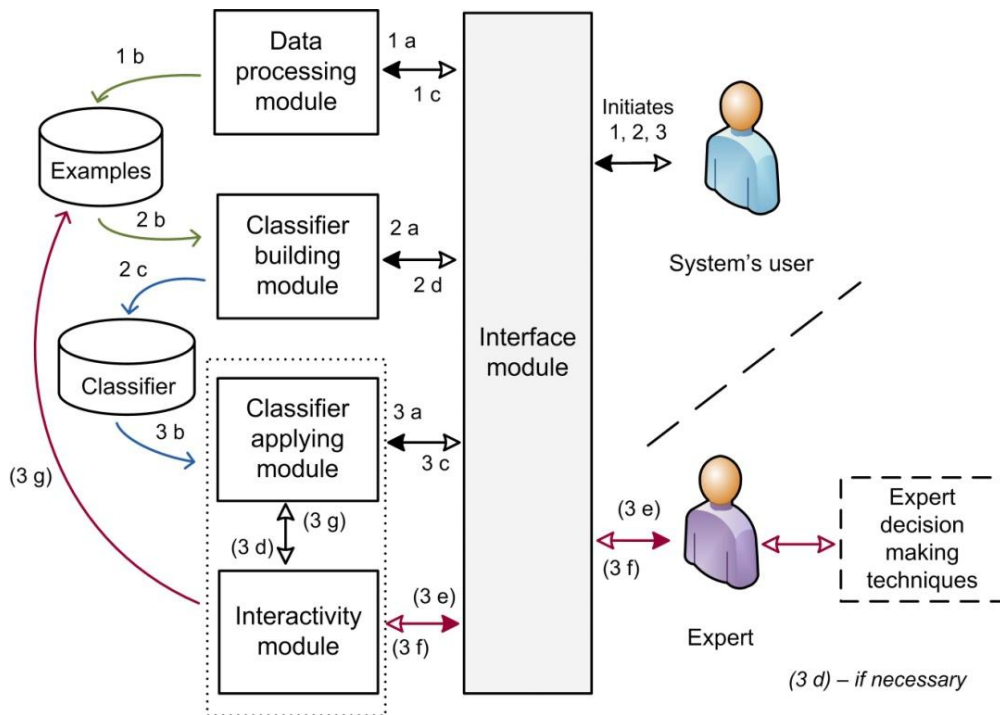 Data
processing
module
1 a
1 c
1 b
Examples
Initiates
1, 2, 3
System’s user
2 b
Classifier
building
module
2 a
2 d
2 c
Classifier
Interface
module
3 b
Classifier
applying
module
3 a
3 c
(3 g)
(3 g)
(3 d)
Interactivity
module
(3 e)
(3 f)
(3 e)
(3 f)
Expert
Expert
decision
making
techniques
(3 d) – if necessary